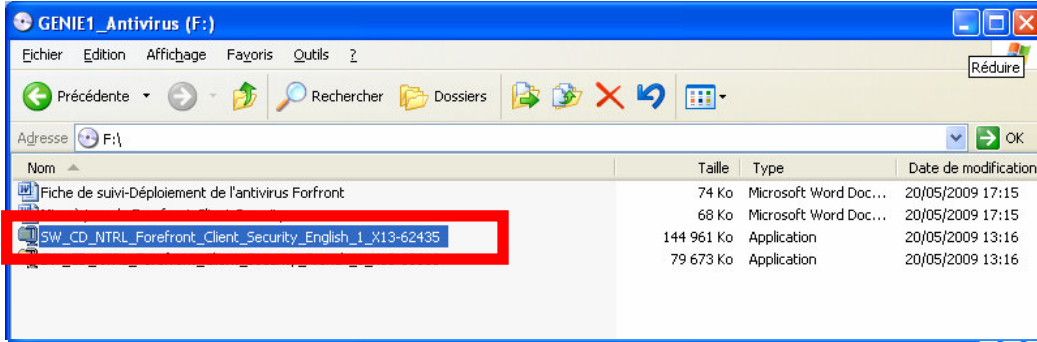 GENIE1_Antivirus (F:)
Fichier Edition Affichage Favoris Outils ?
Réduire
Précédente Rechercher Dossiers
Adresse F:\ OK
Nom Taille Type Date de modification
Fiche de suivi-Déploiement de l'antivirus Forfront 74 Ko Microsoft Word Doc... 20/05/2009 17:15
68 Ko Microsoft Word Doc... 20/05/2009 17:15
SW_CD_NTRL_Forefront_Client_Security_English_1_X13-62435 144 961 Ko Application 20/05/2009 13:16
79 673 Ko Application 20/05/2009 13:16